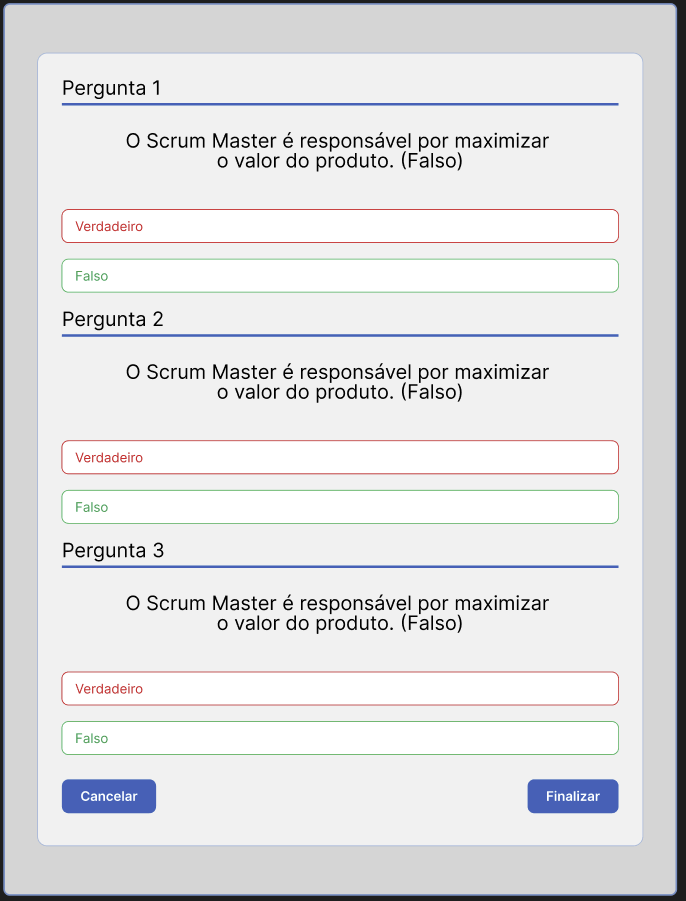 Pergunta 1
O Scrum Master é responsável por maximizar
o valor do produto. (Falso)
Verdadeiro
Falso
Pergunta 2
O Scrum Master é responsável por maximizar
o valor do produto. (Falso)
Verdadeiro
Falso
Pergunta 3
O Scrum Master é responsável por maximizar
o valor do produto. (Falso)
Verdadeiro
Falso
Cancelar
Finalizar